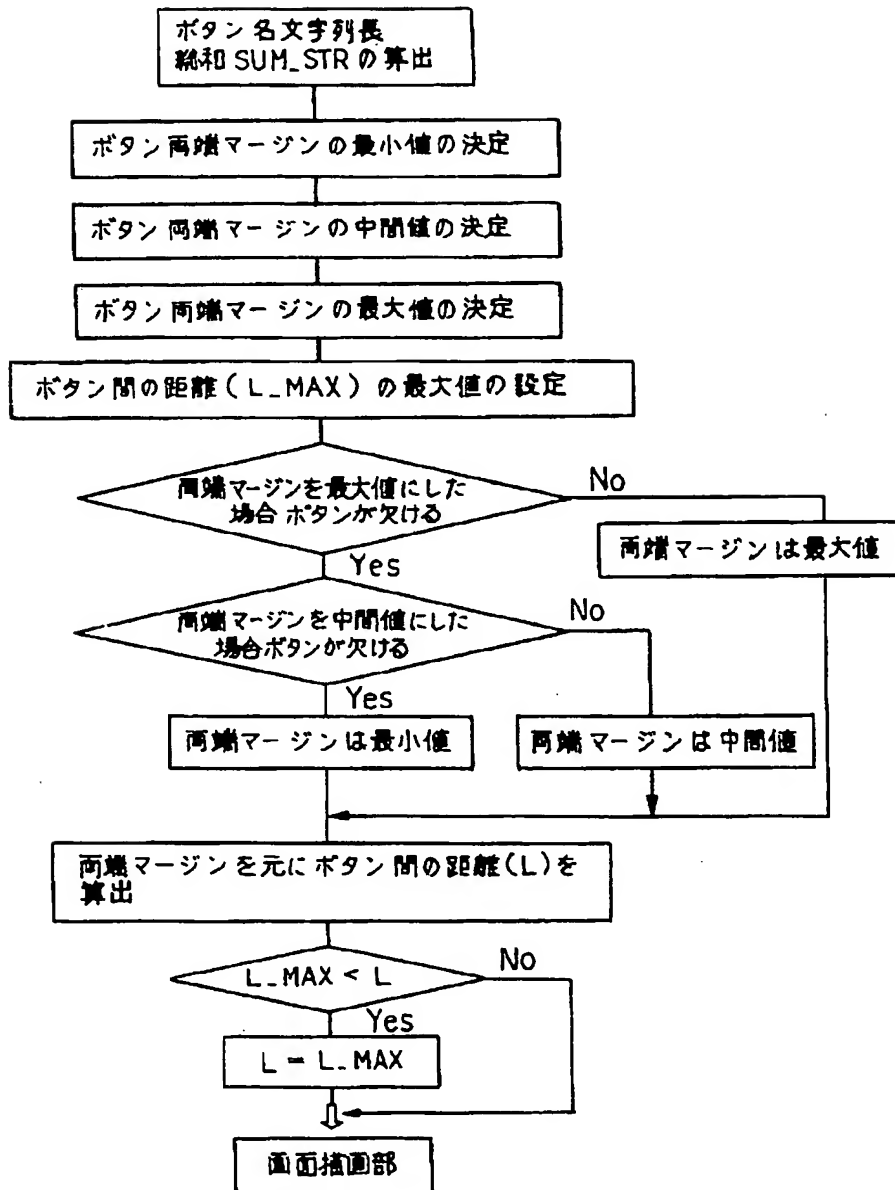 ボタン名文字列長
総和SUM_STRの算出
ボタン両端マージンの最小値の決定
ボタン両端マージンの中間値の決定
ボタン両端マージンの最大値の決定
ボタン間の距離(L_MAX)の最大値の設定
両端マージンを最大値にした
場合ボタンが欠ける
No
両端マージンは最大値
Yes
両端マージンを中間値にした
場合ボタンが欠ける
No
Yes
両端マージンは最小値
両端マージンは中間値
両端マージンを元にボタン間の距離(L)を
算出
L_MAX < L
No
Yes
L = L_MAX
画面描画部